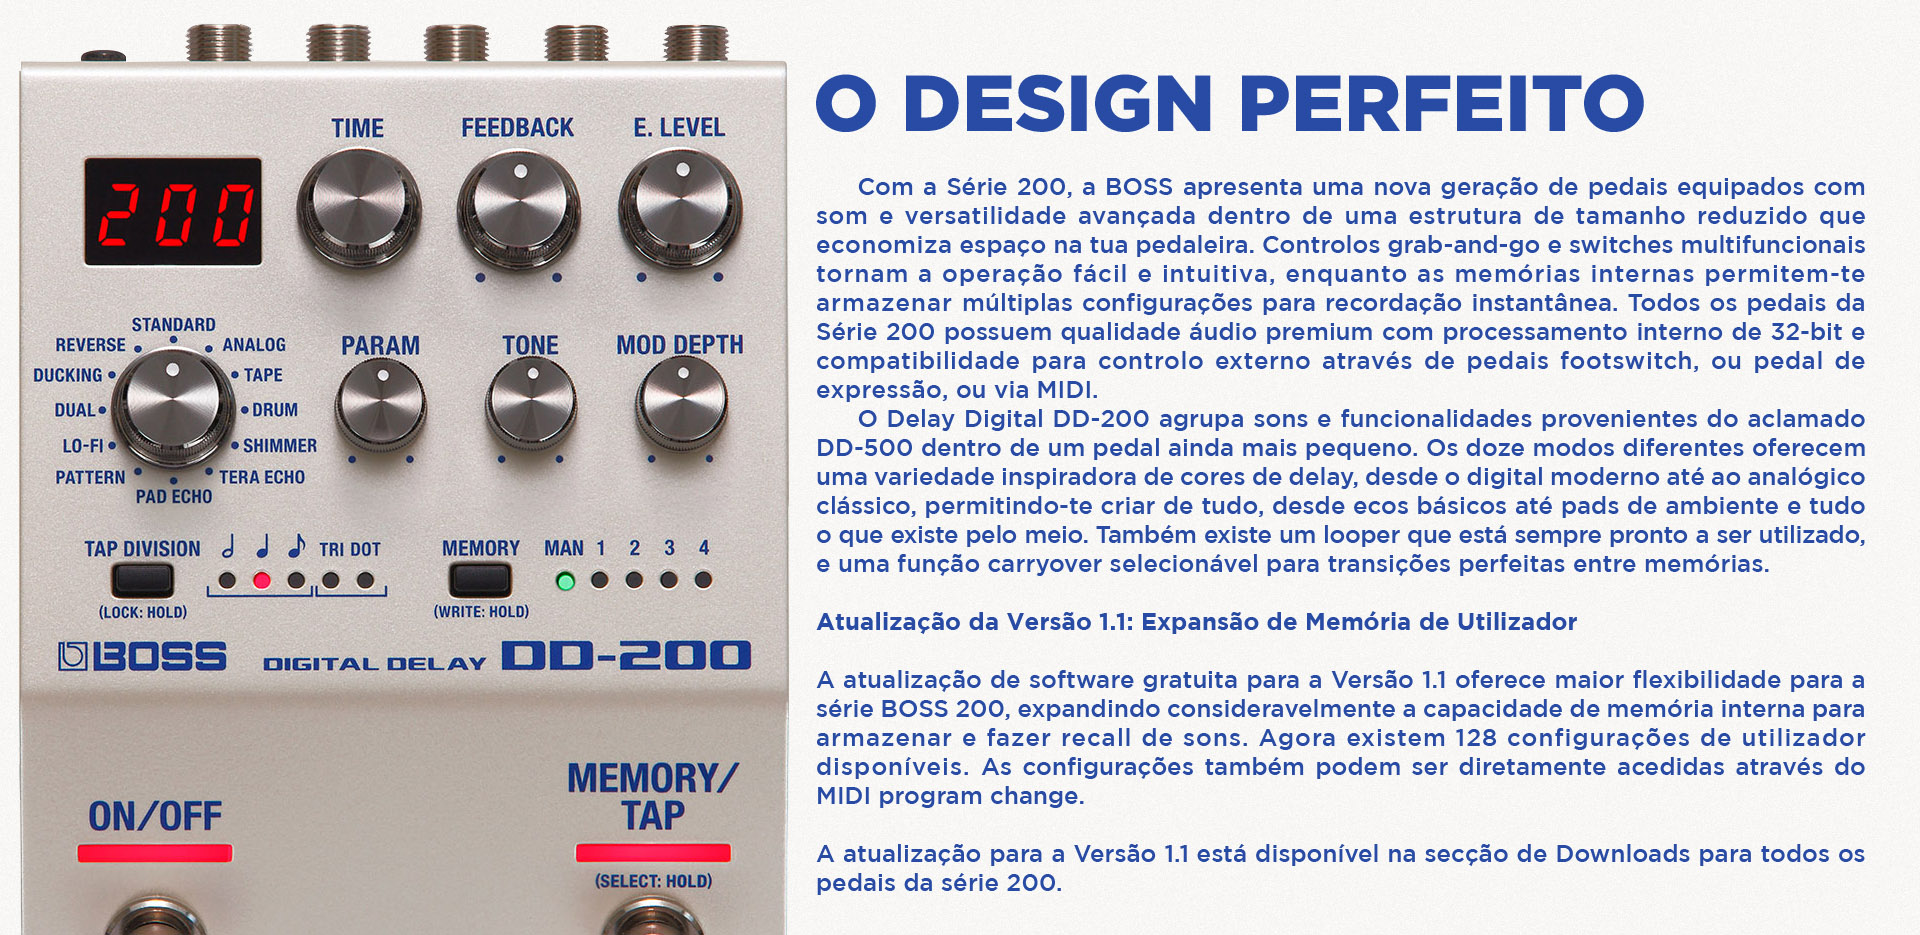 TIME FEEDBACK E. LEVEL
200
STANDARD
REVERSE ANALOG
DUCKING TAPE
DUAL DRUM
LO-FI SHIMMER
PATTERN TERA ECHO
PAD ECHO
PARAM TONE MOD DEPTH
TAP DIVISION TRI DOT
(LOCK: HOLD)
MEMORY MAN 1 2 3 4
(WRITE: HOLD)
BOSS DIGITAL DELAY DD-200
ON/OFF
MEMORY/
TAP
(SELECT: HOLD)
O DESIGN PERFEITO
Com a Série 200, a BOSS apresenta uma nova geração de pedais equipados com
som e versatilidade avançada dentro de uma estrutura de tamanho reduzido que
economiza espaço na tua pedaleira. Controlos grab-and-go e switches multifuncionais
tornam a operação fácil e intuitiva, enquanto as memórias internas permitem-te
armazenar múltiplas configurações para recordação instantânea. Todos os pedais da
Série 200 possuem qualidade áudio premium com processamento interno de 32-bit e
compatibilidade para controlo externo através de pedais footswitch, ou pedal de
expressão, ou via MIDI.
O Delay Digital DD-200 agrupa sons e funcionalidades provenientes do aclamado
DD-500 dentro de um pedal ainda mais pequeno. Os doze modos diferentes oferecem
uma variedade inspiradora de cores de delay, desde o digital moderno até ao analógico
clássico, permitindo-te criar de tudo, desde ecos básicos até pads de ambiente e tudo
o que existe pelo meio. Também existe um looper que está sempre pronto a ser utilizado,
e uma função carryover selecionável para transições perfeitas entre memórias.
Atualização da Versão 1.1: Expansão de Memória de Utilizador
A atualização de software gratuita para a Versão 1.1 oferece maior flexibilidade para a
série BOSS 200, expandindo consideravelmente a capacidade de memória interna para
armazenar e fazer recall de sons. Agora existem 128 configurações de utilizador
disponíveis. As configurações também podem ser diretamente acedidas através do
MIDI program change.
A atualização para a Versão 1.1 está disponível na secção de Downloads para todos os
pedais da série 200.